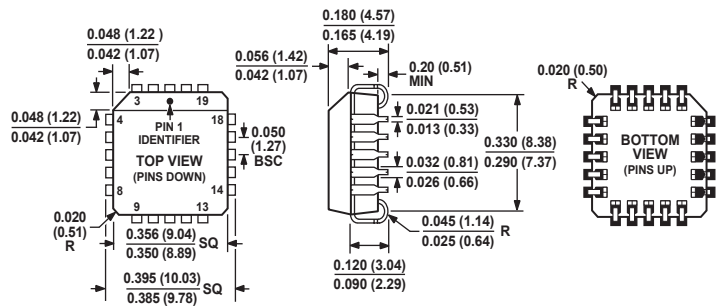 0.180 (4.57)
0.165 (4.19)
0.048 (1.22)
0.042 (1.07)
0.056 (1.42)
0.042 (1.07)
0.20 (0.51)
MIN
0.020 (0.50)
R
0.048 (1.22)
0.042 (1.07)
3
19
4
18
PIN 1
IDENTIFIER
TOP VIEW
(PINS DOWN)
0.050
(1.27)
BSC
8
14
9
13
0.021 (0.53)
0.013 (0.33)
0.032 (0.81)
0.026 (0.66)
0.330 (8.38)
0.290 (7.37)
BOTTOM
VIEW
(PINS UP)
0.020
(0.51)
R
0.356 (9.04)
0.350 (8.89)
SQ
0.045 (1.14)
0.025 (0.64)
R
0.395 (10.03)
0.385 (9.78)
SQ
0.120 (3.04)
0.090 (2.29)